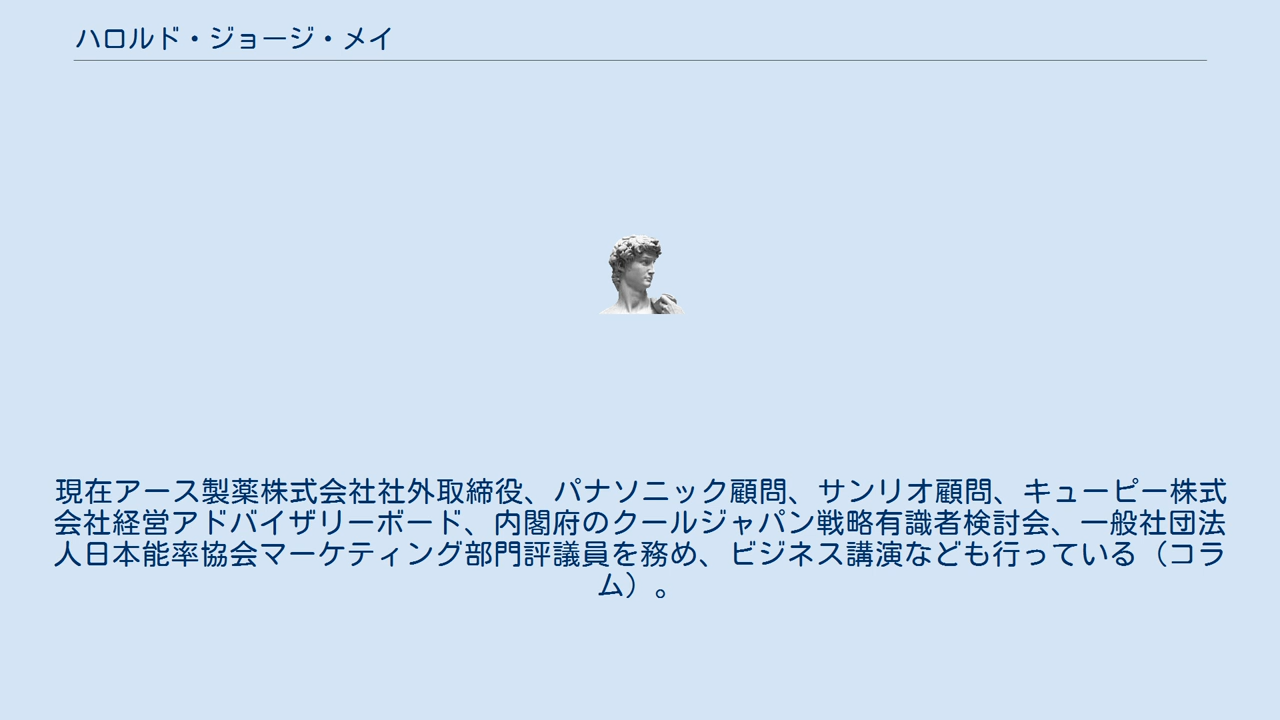 ハロルド・ジョージ・メイ
現在アース製薬株式会社社外取締役、パナソニック顧問、サンリオ顧問、キューピー株式
会社経営アドバイザリーボード、内閣府のクールジャパン戦略有識者検討会、一般社団法
人日本能率協会マーケティング部門評議員を務め、ビジネス講演なども行っている（コラ
ム）。